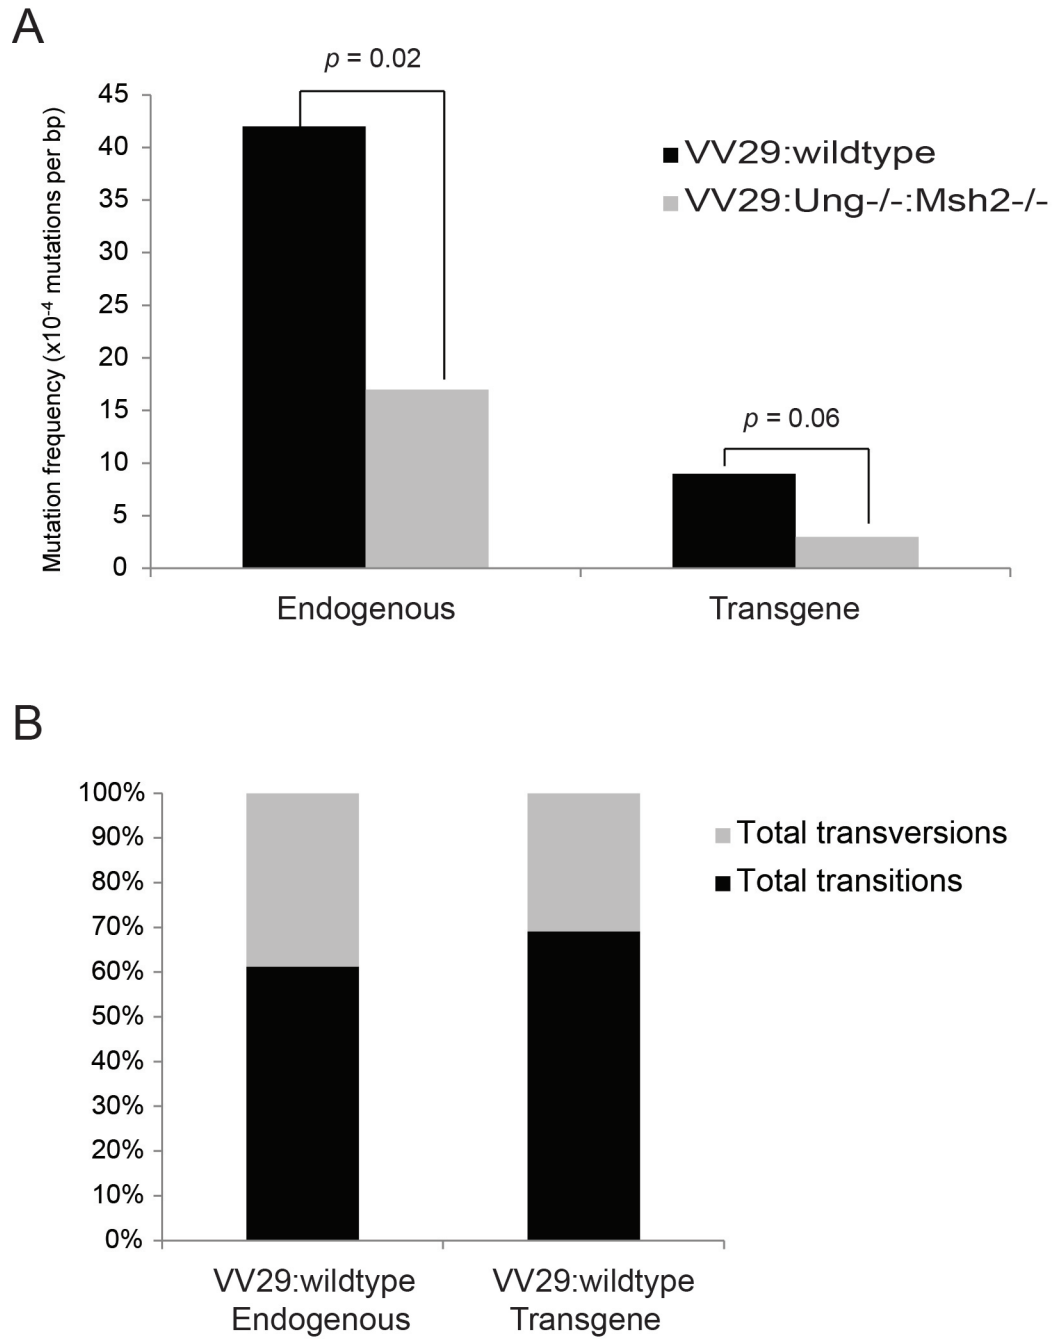 A
p = 0.02
Mutation frequency (x10⁻⁴ mutations per bp)
45
40
35
30
25
20
15
10
5
0
VV29:wildtype
VV29:Ung-/-:Msh2-/-
p = 0.06
Endogenous
Transgene
B
100%
90%
80%
70%
60%
50%
40%
30%
20%
10%
0%
Total transversions
Total transitions
VV29:wildtype
Endogenous
VV29:wildtype
Transgene